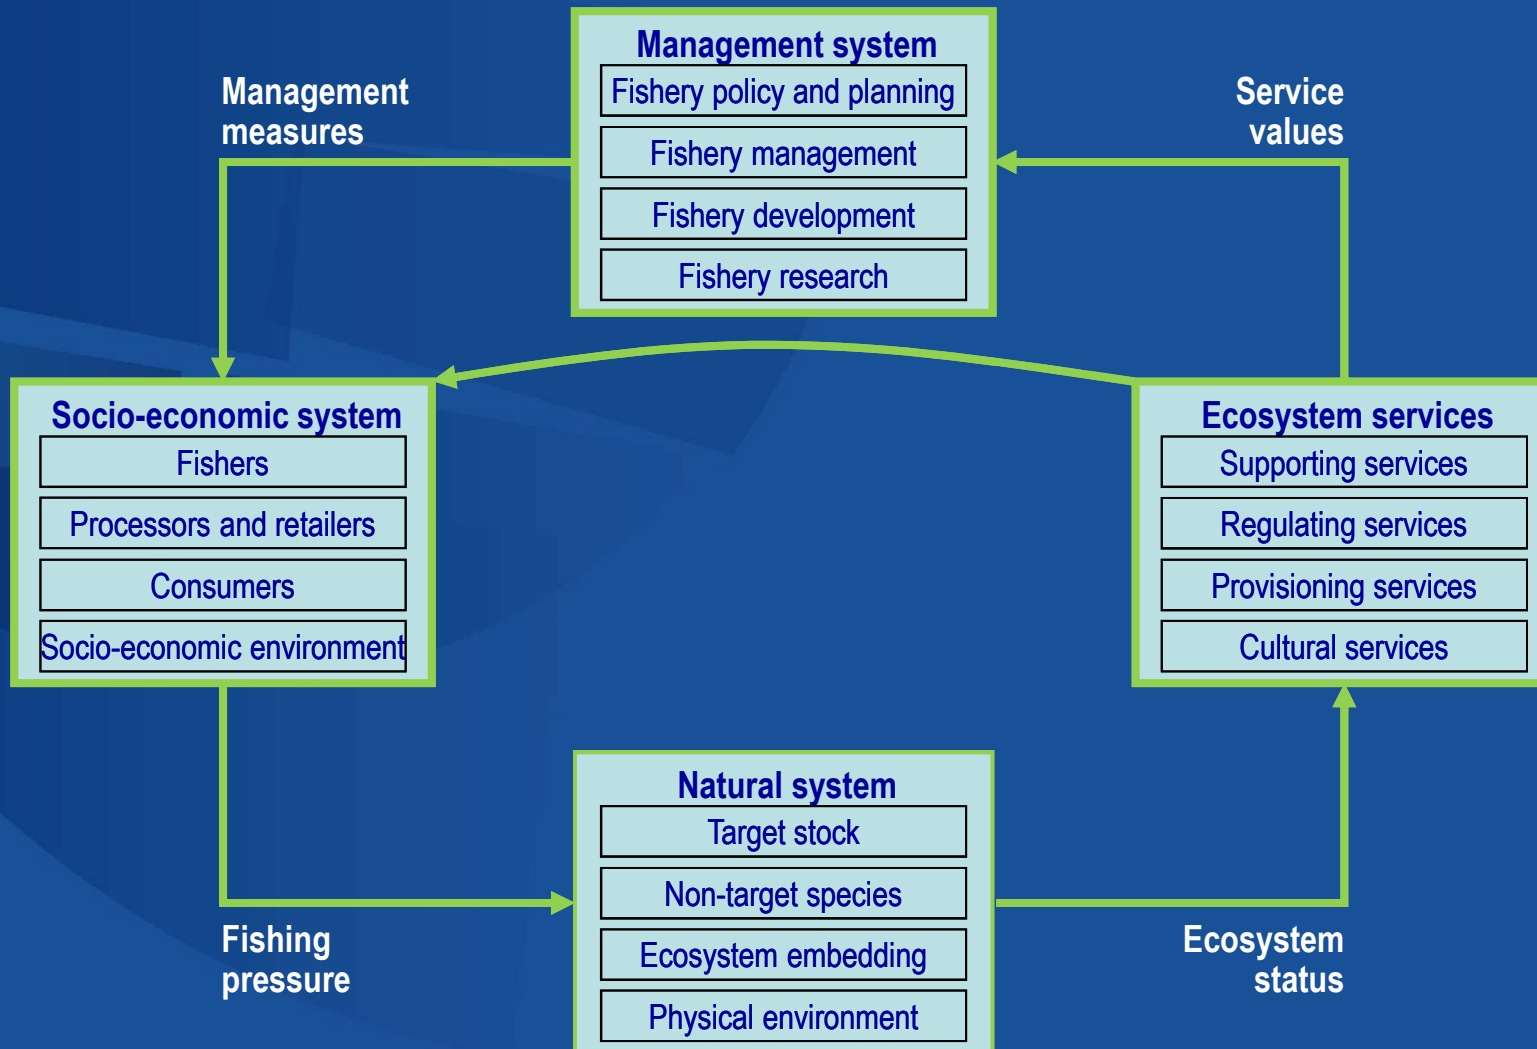 Management system
Fishery policy and planning
Fishery management
Fishery development
Fishery research
Management
measures
Service
values
Socio-economic system
Fishers
Processors and retailers
Consumers
Socio-economic environment
Ecosystem services
Supporting services
Regulating services
Provisioning services
Cultural services
Natural system
Target stock
Non-target species
Ecosystem embedding
Physical environment
Fishing
pressure
Ecosystem
status